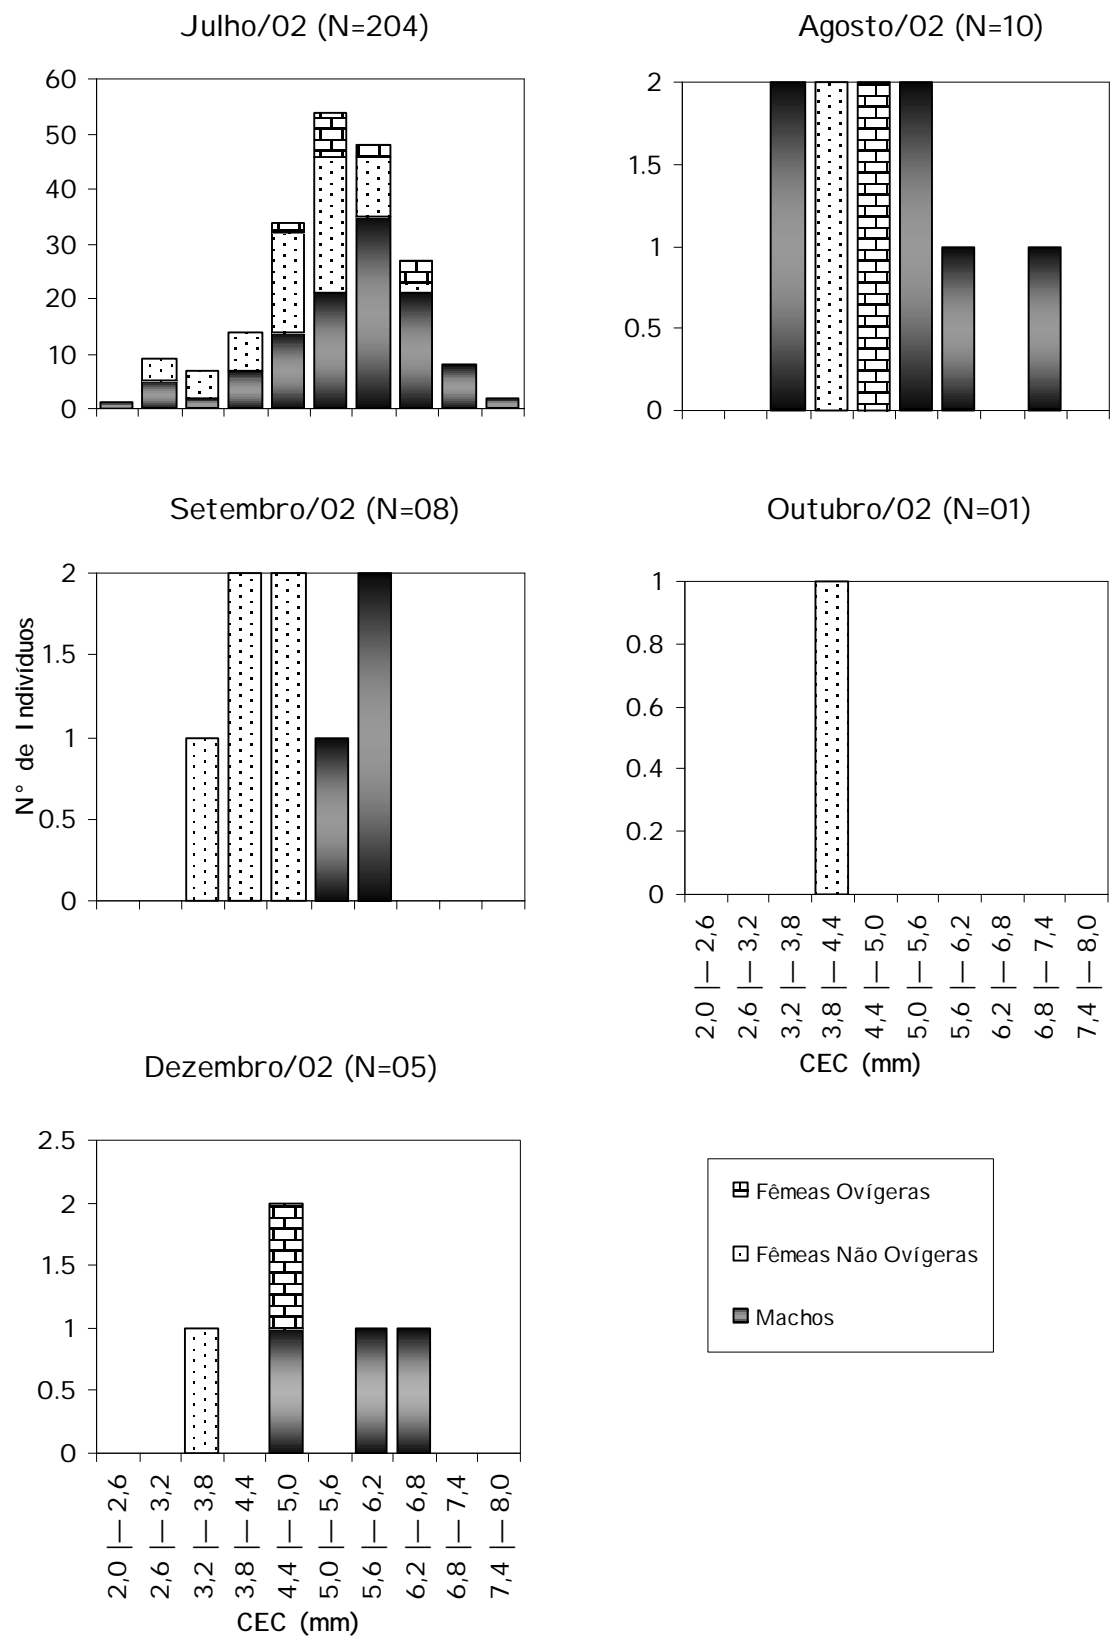 Julho/02 (N=204)
60
50
40
30
20
10
0
Agosto/02 (N=10)
2
1.5
1
0.5
0
Setembro/02 (N=08)
2
1.5
1
0.5
0
N° de Indivíduos
Outubro/02 (N=01)
1
0.8
0.6
0.4
0.2
0
2,0 |— 2,6
2,6 |— 3,2
3,2 |— 3,8
3,8 |— 4,4
4,4 |— 5,0
5,0 |— 5,6
5,6 |— 6,2
6,2 |— 6,8
6,8 |— 7,4
7,4 |— 8,0
CEC (mm)
Dezembro/02 (N=05)
2.5
2
1.5
1
0.5
0
2,0 |— 2,6
2,6 |— 3,2
3,2 |— 3,8
3,8 |— 4,4
4,4 |— 5,0
5,0 |— 5,6
5,6 |— 6,2
6,2 |— 6,8
6,8 |— 7,4
7,4 |— 8,0
CEC (mm)
Fêmeas Ovígeras
Fêmeas Não Ovígeras
Machos